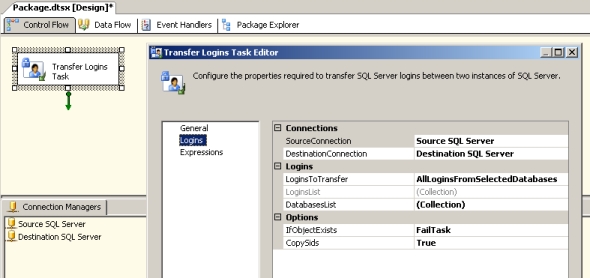 Package.dtsx [Design]*
Control Flow Data Flow Event Handlers Package Explorer
Transfer Logins
Task
Transfer Logins Task Editor
Configure the properties required to transfer SQL Server logins between two instances of SQL Server.
General
Logins
Expressions
Connections
SourceConnection Source SQL Server
DestinationConnection Destination SQL Server
Logins
LoginsToTransfer AllLoginsFromSelectedDatabases
LoginsList (Collection)
DatabasesList (Collection)
Options
IfObjectExists FailTask
CopySids True
Connection Managers
Source SQL Server
Destination SQL Server